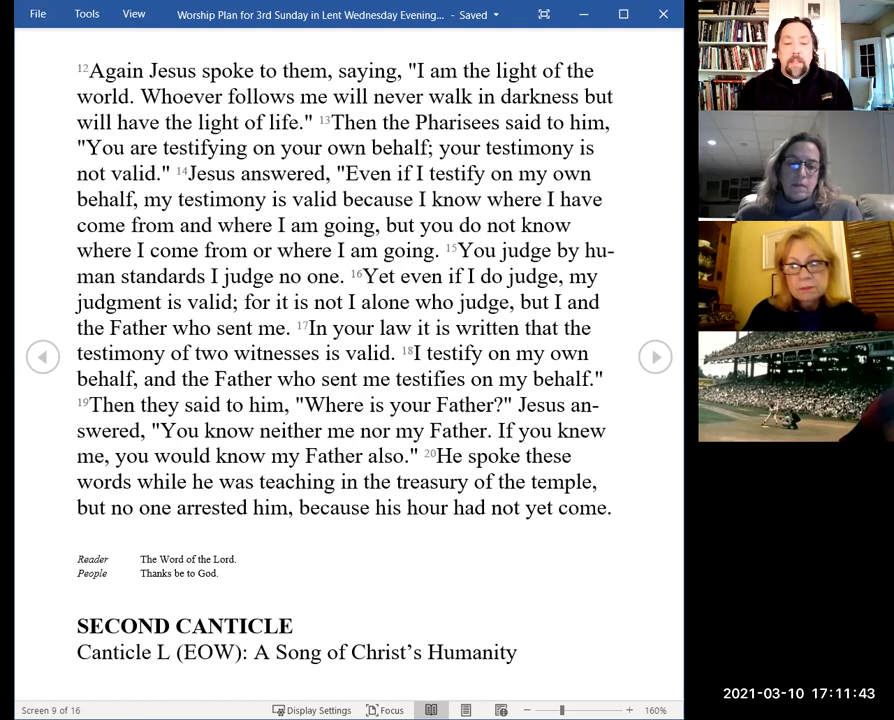 File Tools View Worship Plan for 3rd Sunday in Lent Wednesday Evening... - Saved
12Again Jesus spoke to them, saying, "I am the light of the
world. Whoever follows me will never walk in darkness but
will have the light of life." 13Then the Pharisees said to him,
"You are testifying on your own behalf; your testimony is
not valid." 14Jesus answered, "Even if I testify on my own
behalf, my testimony is valid because I know where I have
come from and where I am going, but you do not know
where I come from or where I am going. 15You judge by hu-
man standards I judge no one. 16Yet even if I do judge, my
judgment is valid; for it is not I alone who judge, but I and
the Father who sent me. 17In your law it is written that the
testimony of two witnesses is valid. 18I testify on my own
behalf, and the Father who sent me testifies on my behalf."
19Then they said to him, "Where is your Father?" Jesus an-
swered, "You know neither me nor my Father. If you knew
me, you would know my Father also." 20He spoke these
words while he was teaching in the treasury of the temple,
but no one arrested him, because his hour had not yet come.
Reader The Word of the Lord.
People Thanks be to God.
SECOND CANTICLE
Canticle L (EOW): A Song of Christ’s Humanity
Screen 9 of 16 Display Settings Focus 160%
2021-03-10 17:11:43